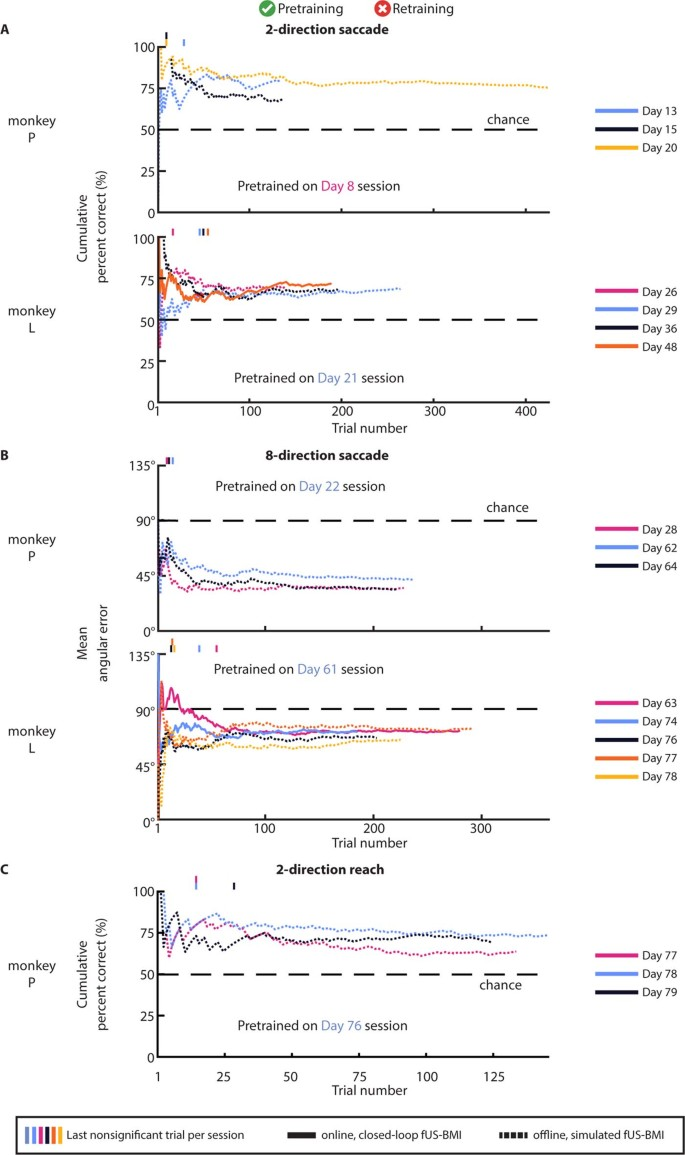 Pretraining Retraining
A 2-direction saccade
100
75
50
25
0
monkey
P
chance
Pretrained on Day 8 session
Day 13
Day 15
Day 20
Cumulative
percent correct (%)
100
75
50
25
0
monkey
L
Pretrained on Day 21 session
Day 26
Day 29
Day 36
Day 48
1 100 200 300 400
Trial number
B 8-direction saccade
135°
90°
45°
0°
monkey
P
Pretrained on Day 22 session
chance
Day 28
Day 62
Day 64
Mean
angular error
135°
90°
45°
0°
monkey
L
Pretrained on Day 61 session
Day 63
Day 74
Day 76
Day 77
Day 78
1 100 200 300
Trial number
C 2-direction reach
100
75
50
25
0
monkey
P
Cumulative
percent correct (%)
chance
Pretrained on Day 76 session
Day 77
Day 78
Day 79
1 25 50 75 100 125
Trial number
Last nonsignificant trial per session online, closed-loop fUS-BMI offline, simulated fUS-BMI